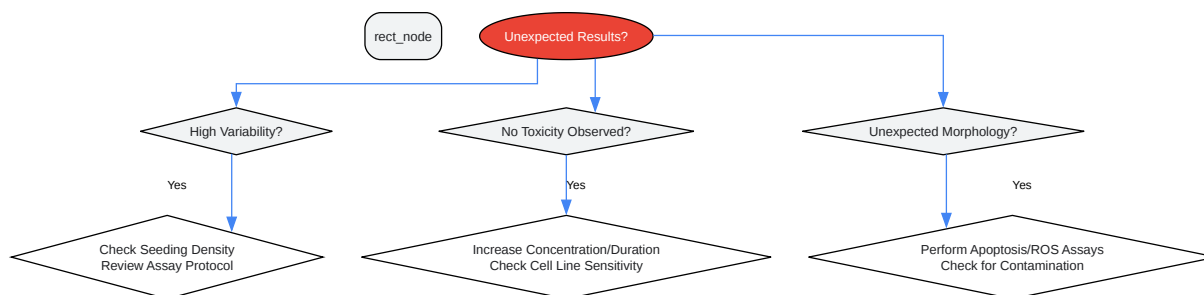 rect_node
Unexpected Results?
High Variability?
No Toxicity Observed?
Unexpected Morphology?
Yes
Yes
Yes
Check Seeding Density
Review Assay Protocol
Increase Concentration/Duration
Check Cell Line Sensitivity
Perform Apoptosis/ROS Assays
Check for Contamination